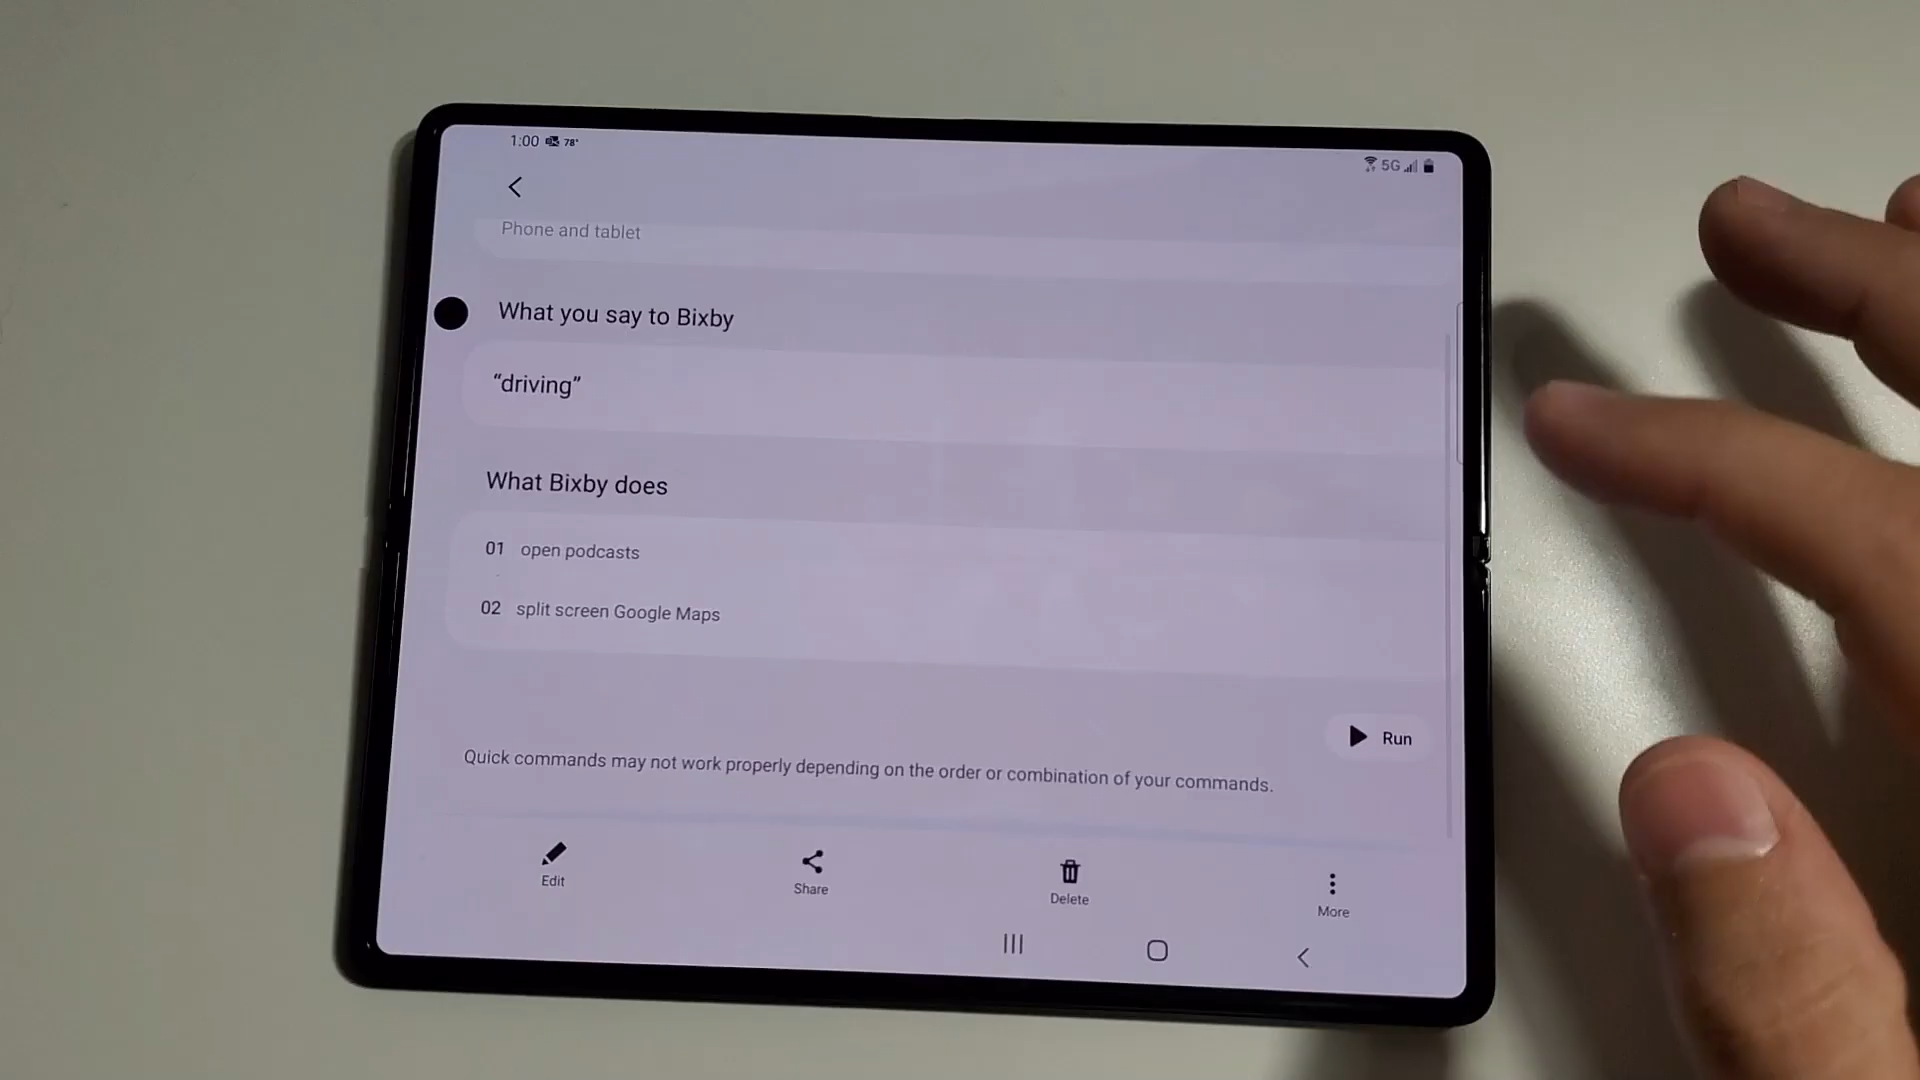 1:00 78°
5G
Phone and tablet
What you say to Bixby
“driving”
What Bixby does
01 open podcasts
02 split screen Google Maps
Run
Quick commands may not work properly depending on the order or combination of your commands.
Edit
Share
Delete
More